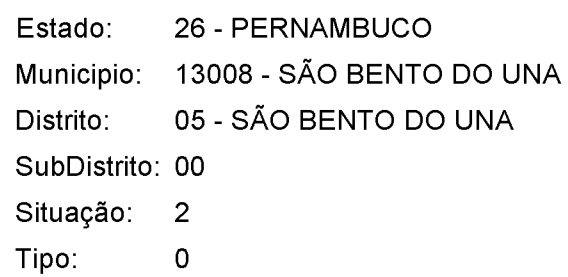 Estado: 26 - PERNAMBUCO
Municipio: 13008 - SÃO BENTO DO UNA
Distrito: 05 - SÃO BENTO DO UNA
SubDistrito: 00
Situação: 2
Tipo: 0